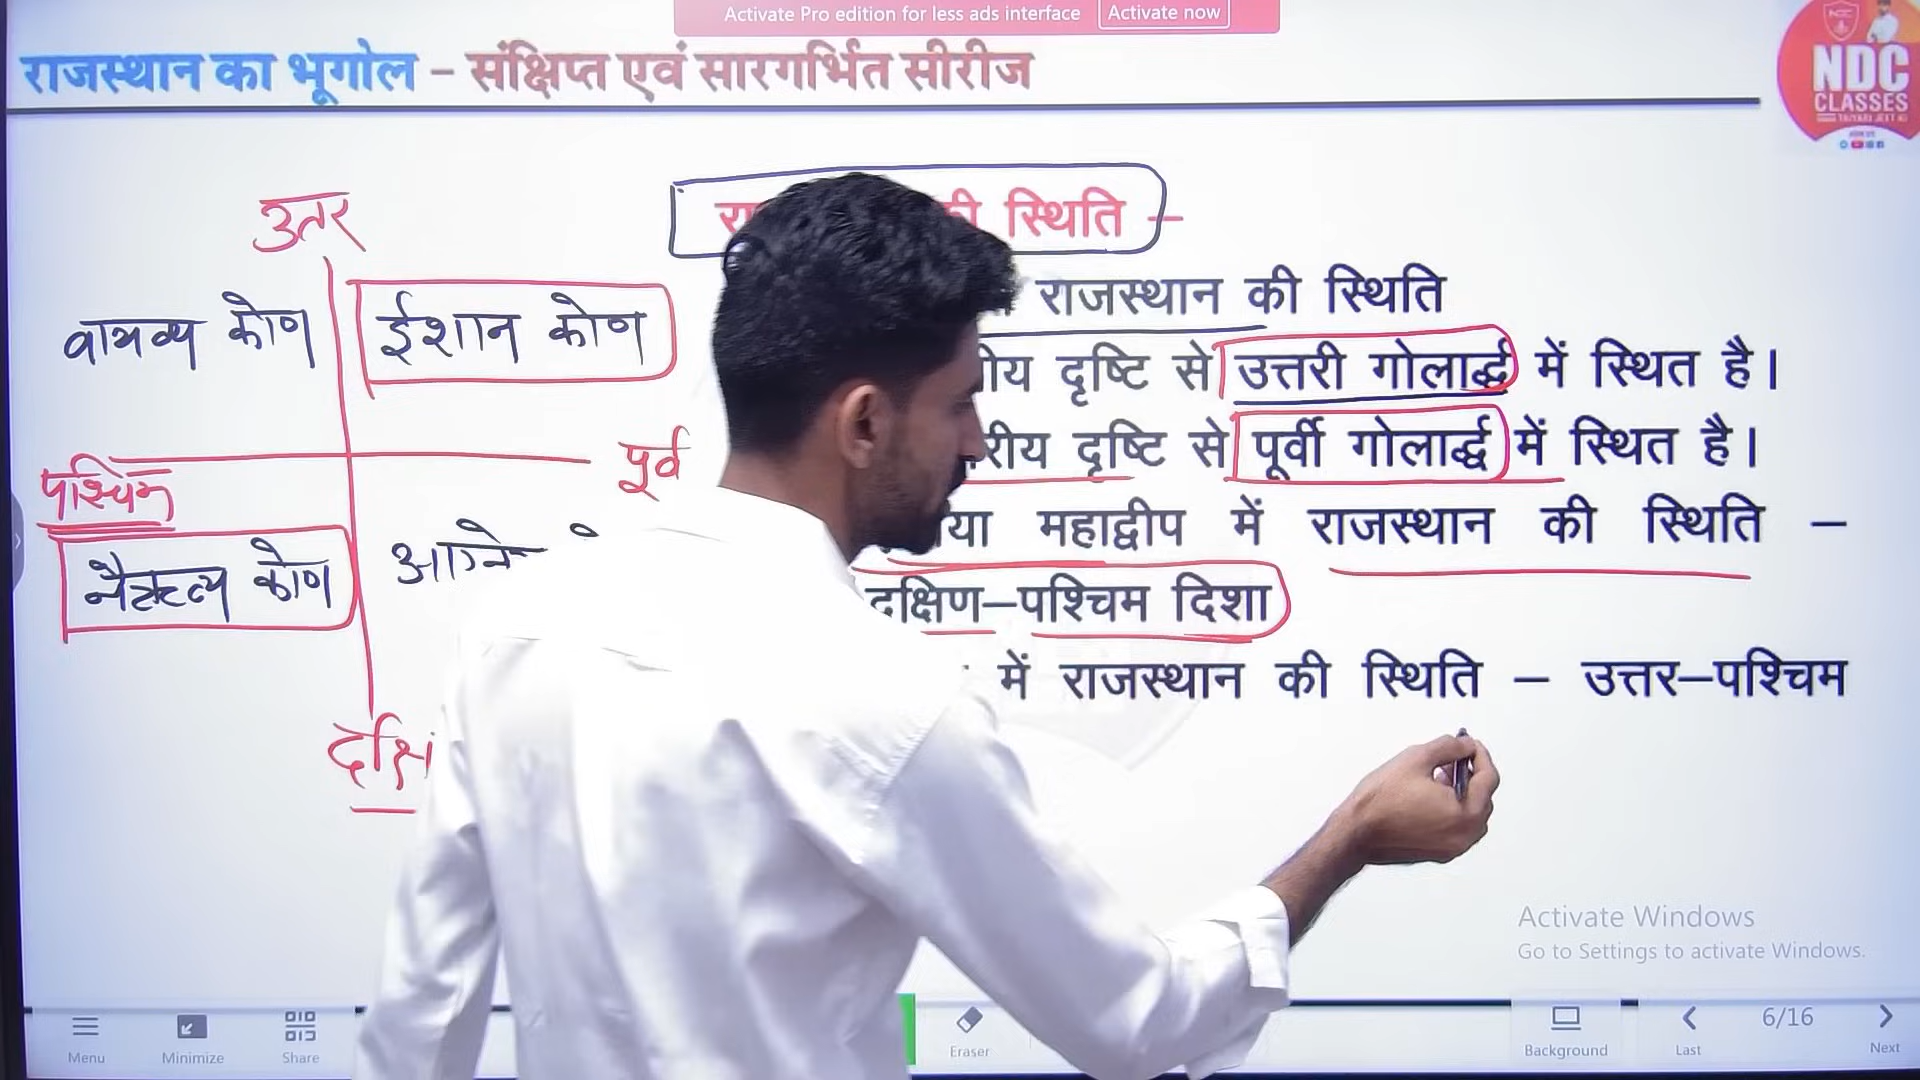 Activate Pro edition for less ads interface Activate now
राजस्थान का भूगोल – संक्षिप्त एवं सारगर्भित सीरीज
NDC
CLASSES
स्थिति –
राजस्थान की स्थिति
दृष्टि से उत्तरी गोलार्द्ध में स्थित है।
दृष्टि से पूर्वी गोलार्द्ध में स्थित है।
महाद्वीप में राजस्थान की स्थिति –
दक्षिण–पश्चिम दिशा
में राजस्थान की स्थिति – उत्तर–पश्चिम
उत्तर
वायव्य कोण
ईशान कोण
पश्चिम
पूर्व
नैऋत्य कोण
Activate Windows
Go to Settings to activate Windows.
Menu
Minimize
Share
Eraser
Background
Last
6/16
Next